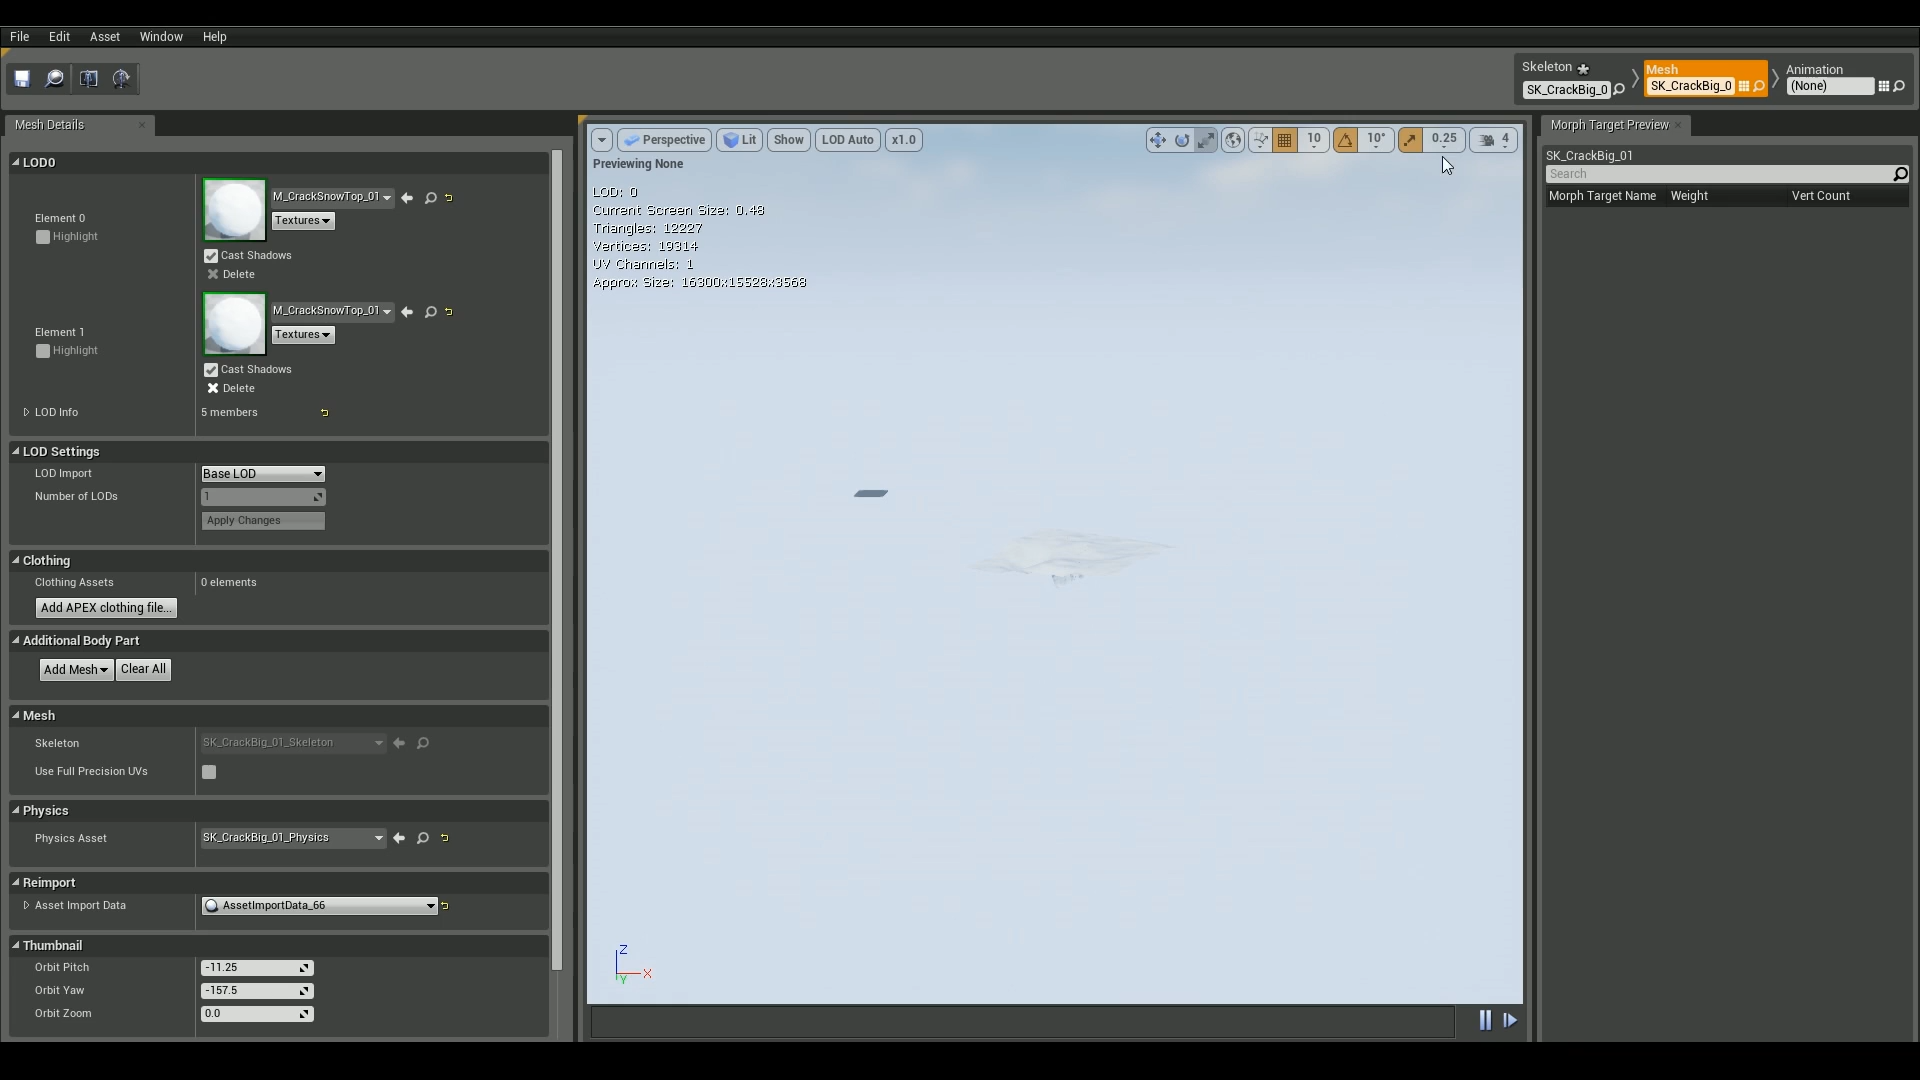 File Edit Asset Window Help
Skeleton
SK_CrackBig_0
Mesh
SK_CrackBig_0
Animation
(None)
Mesh Details
LOD0
Element 0
Highlight
M_CrackSnowTop_01
Textures
Cast Shadows
Delete
Element 1
Highlight
M_CrackSnowTop_01
Textures
Cast Shadows
Delete
LOD Info 5 members
LOD Settings
LOD Import Base LOD
Number of LODs 1
Apply Changes
Clothing
Clothing Assets 0 elements
Add APEX clothing file...
Additional Body Part
Add Mesh Clear All
Mesh
Skeleton SK_CrackBig_01_Skeleton
Use Full Precision UVs
Physics
Physics Asset SK_CrackBig_01_Physics
Reimport
Asset Import Data AssetImportData_66
Thumbnail
Orbit Pitch -11.25
Orbit Yaw -157.5
Orbit Zoom 0.0
Perspective Lit Show LOD Auto x1.0 10 10° 0.25 4
Previewing None
LOD: 0
Current Screen Size: 0.48
Triangles: 12227
Vertices: 19314
UV Channels: 1
Approx Size: 16300x15528x3568
Z
X
Y
Morph Target Preview
SK_CrackBig_01
Search
Morph Target Name Weight Vert Count